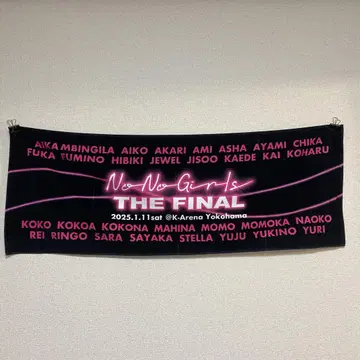 AIKA MBINGILA AIKO AKARI AMI ASHA AYAMI CHIKA
FUKA FUMINO HIBIKI JEWEL JISOO KAEDE KAI KOHARU
No No Girls
THE FINAL
2025.1.11sat @K-Arena Yokohama
KOKO KOKOA KOKONA MAHINA MOMO MOMOKA NAOKO
REI RINGO SARA SAYAKA STELLA YUJU YUKINO YURI